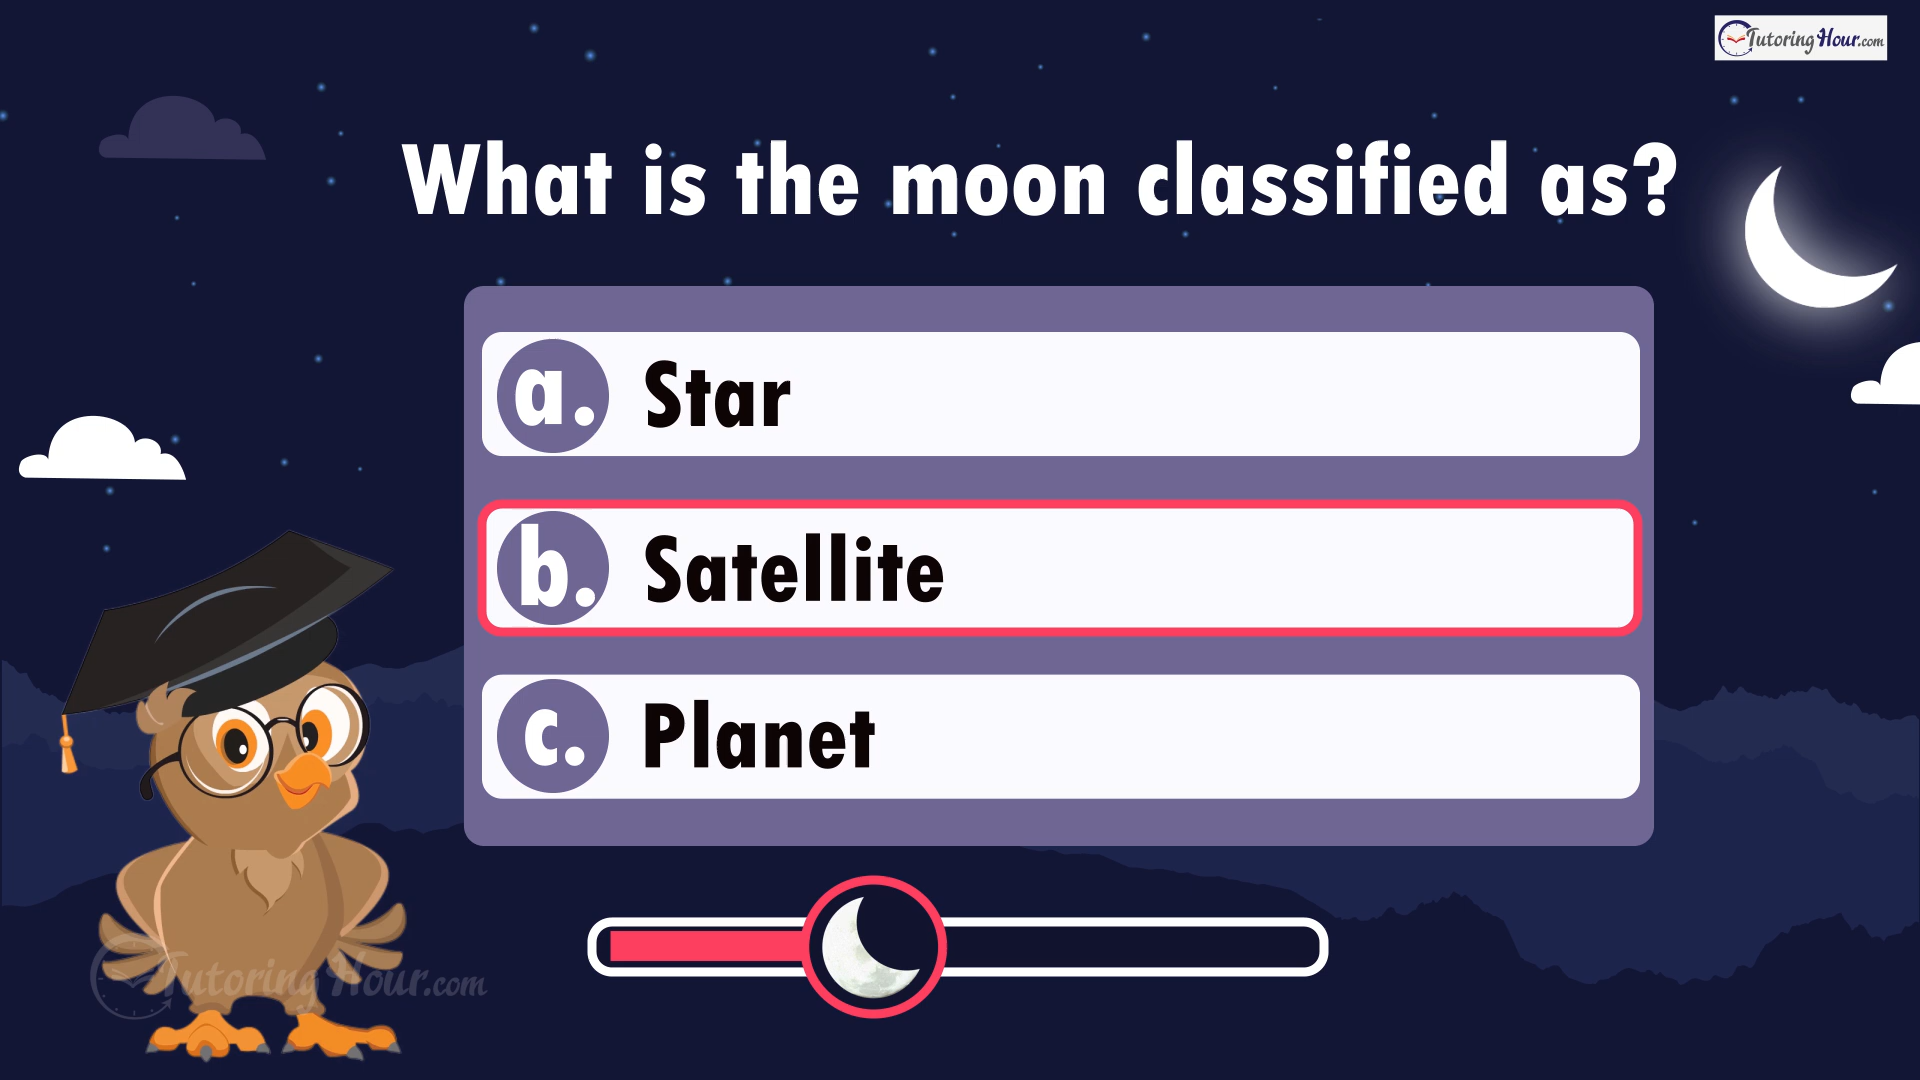 TutoringHour.com
What is the moon classified as?
a. Star
b. Satellite
c. Planet
TutoringHour.com